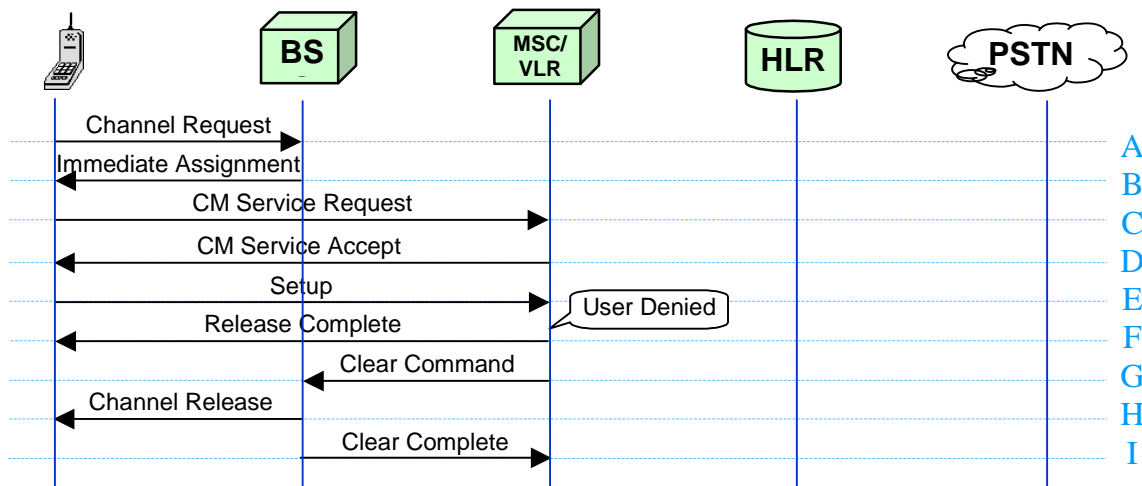 BS
MSC/
VLR
HLR
PSTN
Channel Request
A
Immediate Assignment
B
CM Service Request
C
CM Service Accept
D
Setup
E
User Denied
Release Complete
F
Clear Command
G
Channel Release
H
Clear Complete
I